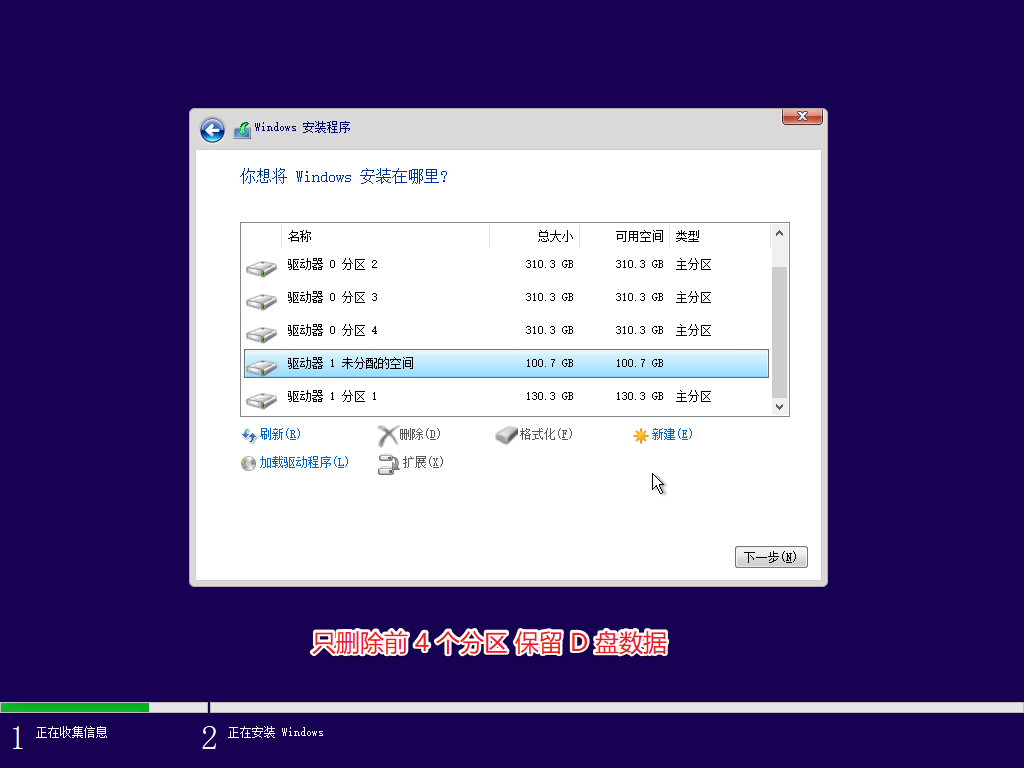 Windows 安装程序
你想将 Windows 安装在哪里?
名称 总大小 可用空间 类型
驱动器 0 分区 2 310.3 GB 310.3 GB 主分区
驱动器 0 分区 3 310.3 GB 310.3 GB 主分区
驱动器 0 分区 4 310.3 GB 310.3 GB 主分区
驱动器 1 未分配的空间 100.7 GB 100.7 GB
驱动器 1 分区 1 130.3 GB 130.3 GB 主分区
刷新(R) 删除(D) 格式化(F) 新建(E)
加载驱动程序(L) 扩展(X)
下一步(N)
只删除前 4 个分区 保留 D 盘数据
1 正在收集信息 2 正在安装 Windows